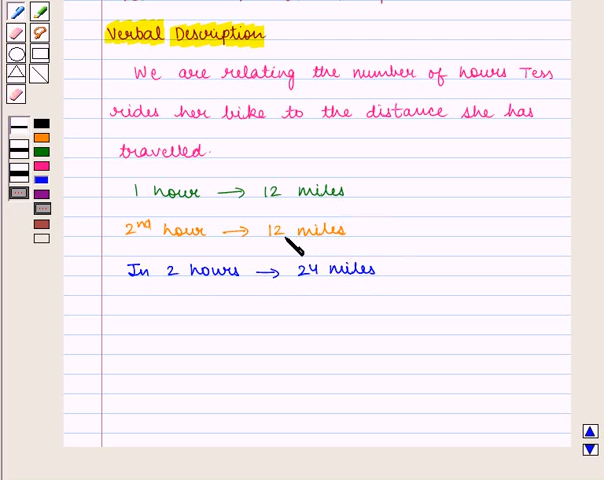 Verbal Description
We are relating the number of hours Tess
rides her bike to the distance she has
travelled.
1 hour → 12 miles
2nd hour → 12 miles
In 2 hours → 24 miles